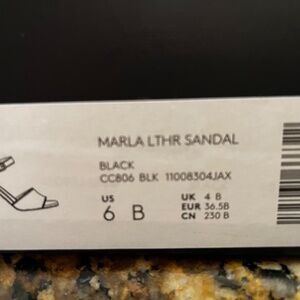 MARLA LTHR SANDAL
BLACK
CC806 BLK 11008304JAX
US 6 B
UK 4 B
EUR 36.5B
CN 230 B